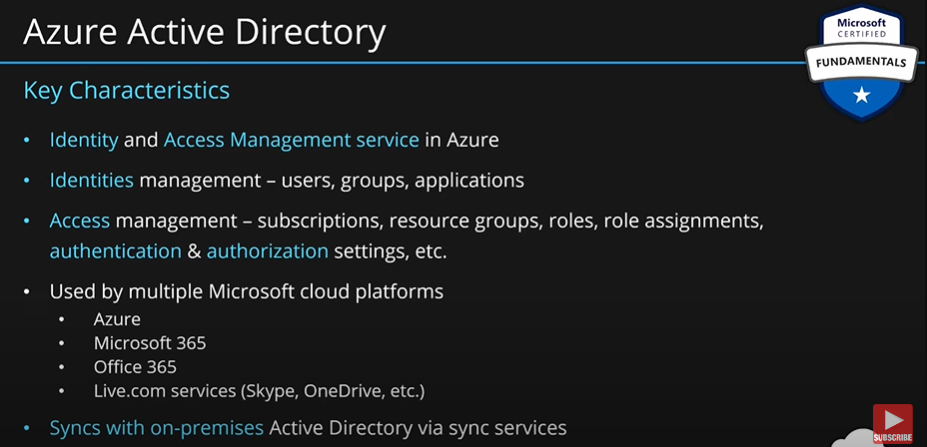 Azure Active Directory
Microsoft
CERTIFIED
FUNDAMENTALS
Key Characteristics
• Identity and Access Management service in Azure
• Identities management – users, groups, applications
• Access management – subscriptions, resource groups, roles, role assignments,
authentication & authorization settings, etc.
• Used by multiple Microsoft cloud platforms
• Azure
• Microsoft 365
• Office 365
• Live.com services (Skype, OneDrive, etc.)
• Syncs with on-premises Active Directory via sync services
SUBSCRIBE